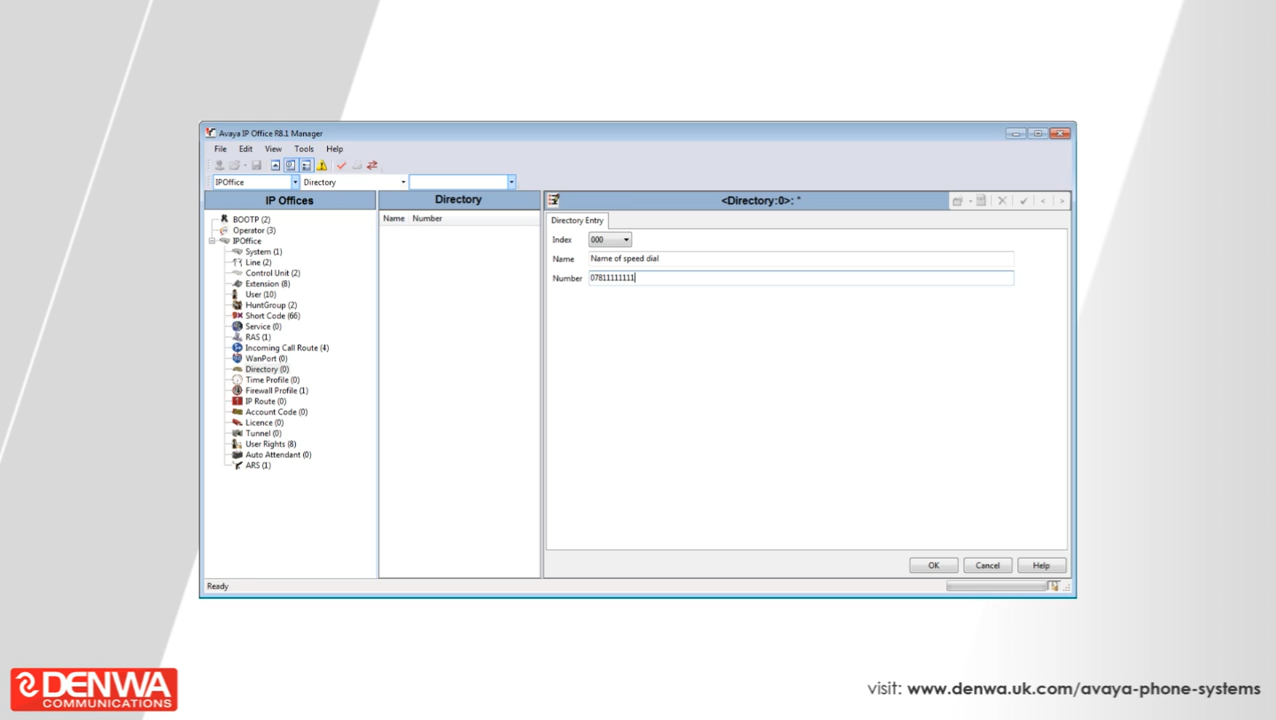 Avaya IP Office R8.1 Manager
File Edit View Tools Help
IPOffice Directory
IP Offices Directory <Directory:0>: *
BOOTP (2)
Operator (3)
IPOffice
System (1)
Line (2)
Control Unit (2)
Extension (8)
User (10)
HuntGroup (2)
Short Code (66)
Service (0)
RAS (1)
Incoming Call Route (4)
WanPort (0)
Directory (0)
Time Profile (0)
Firewall Profile (1)
IP Route (0)
Account Code (0)
Licence (0)
Tunnel (0)
User Rights (8)
Auto Attendant (0)
ARS (1)
Name Number
Directory Entry
Index 000
Name Name of speed dial
Number 07811111111
OK Cancel Help
Ready
DENWA
COMMUNICATIONS
visit: www.denwa.uk.com/avaya-phone-systems